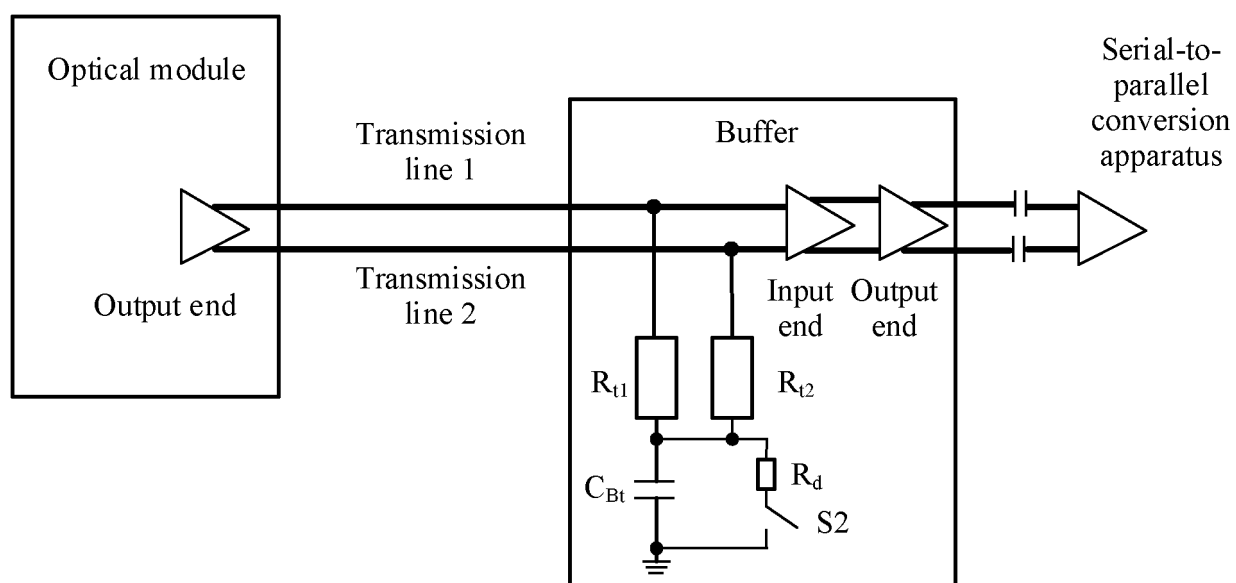 Optical module
Output end
Transmission
line 1
Transmission
line 2
Buffer
Input
end
Output
end
Rt1
Rt2
CBt
Rd
S2
Serial-to-
parallel
conversion
apparatus